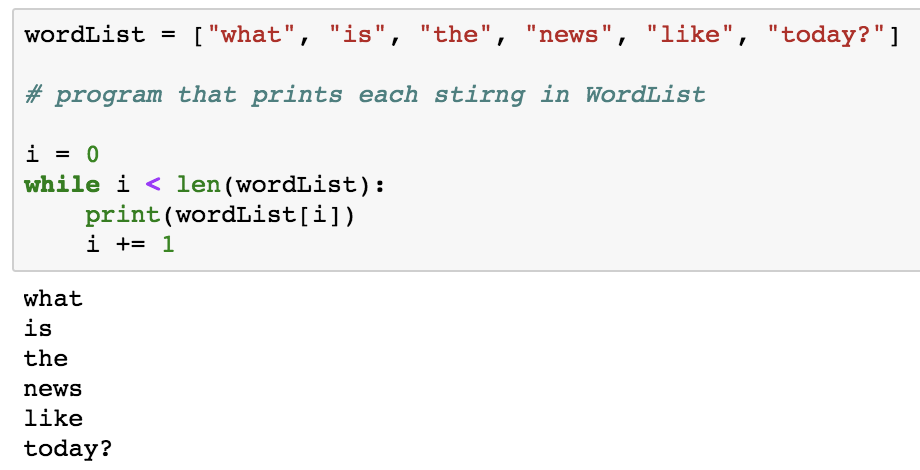 wordList = ["what", "is", "the", "news", "like", "today?"]
# program that prints each stirng in WordList
i = 0
while i < len(wordList):
    print(wordList[i])
    i += 1
what
is
the
news
like
today?